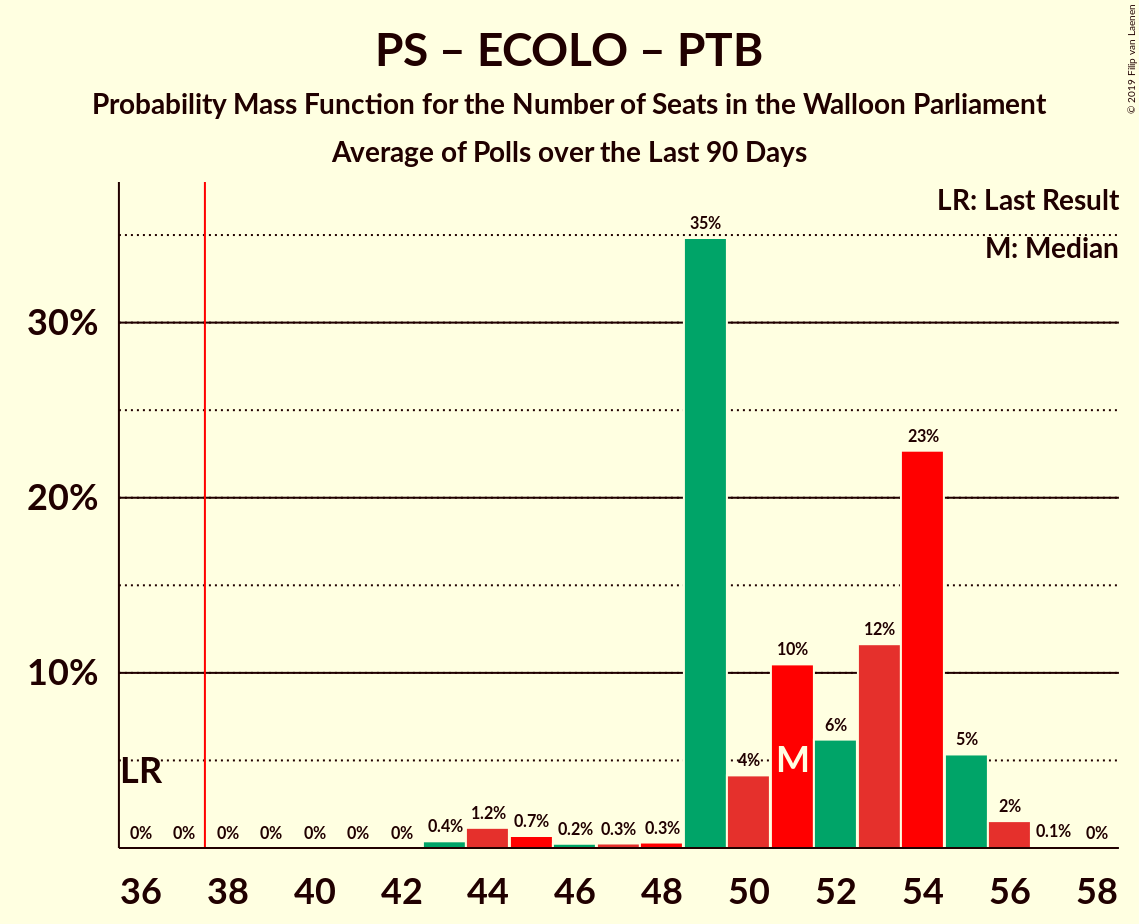 PS – ECOLO – PTB
Probability Mass Function for the Number of Seats in the Walloon Parliament
Average of Polls over the Last 90 Days
© 2019 Filip van Laenen
LR: Last Result
M: Median
30%
20%
10%
LR
M
0% 0% 0% 0% 0% 0% 0% 0.4% 1.2% 0.7% 0.2% 0.3% 0.3% 35% 4% 10% 6% 12% 23% 5% 2% 0.1% 0%
36 38 40 42 44 46 48 50 52 54 56 58